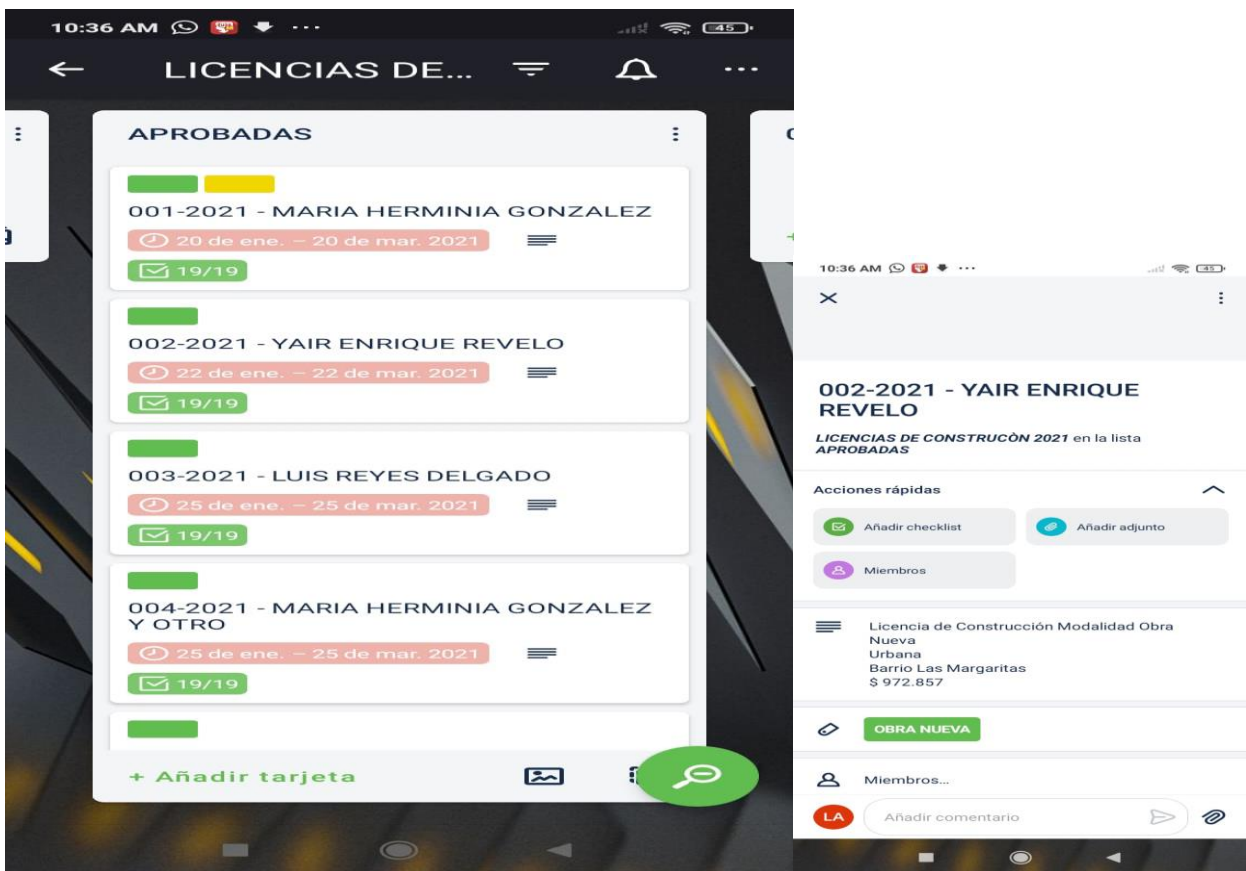 10:36 AM
45
LICENCIAS DE...
APROBADAS
001-2021 - MARIA HERMINIA GONZALEZ
20 de ene. – 20 de mar. 2021
19/19
002-2021 - YAIR ENRIQUE REVELO
22 de ene. – 22 de mar. 2021
19/19
003-2021 - LUIS REYES DELGADO
25 de ene. – 25 de mar. 2021
19/19
004-2021 - MARIA HERMINIA GONZALEZ
Y OTRO
25 de ene. – 25 de mar. 2021
19/19
+ Añadir tarjeta
10:36 AM
45
002-2021 - YAIR ENRIQUE
REVELO
LICENCIAS DE CONSTRUCÒN 2021 en la lista
APROBADAS
Acciones rápidas
Añadir checklist
Añadir adjunto
Miembros
Licencia de Construcción Modalidad Obra
Nueva
Urbana
Barrio Las Margaritas
$ 972.857
OBRA NUEVA
Miembros...
LA
Añadir comentario